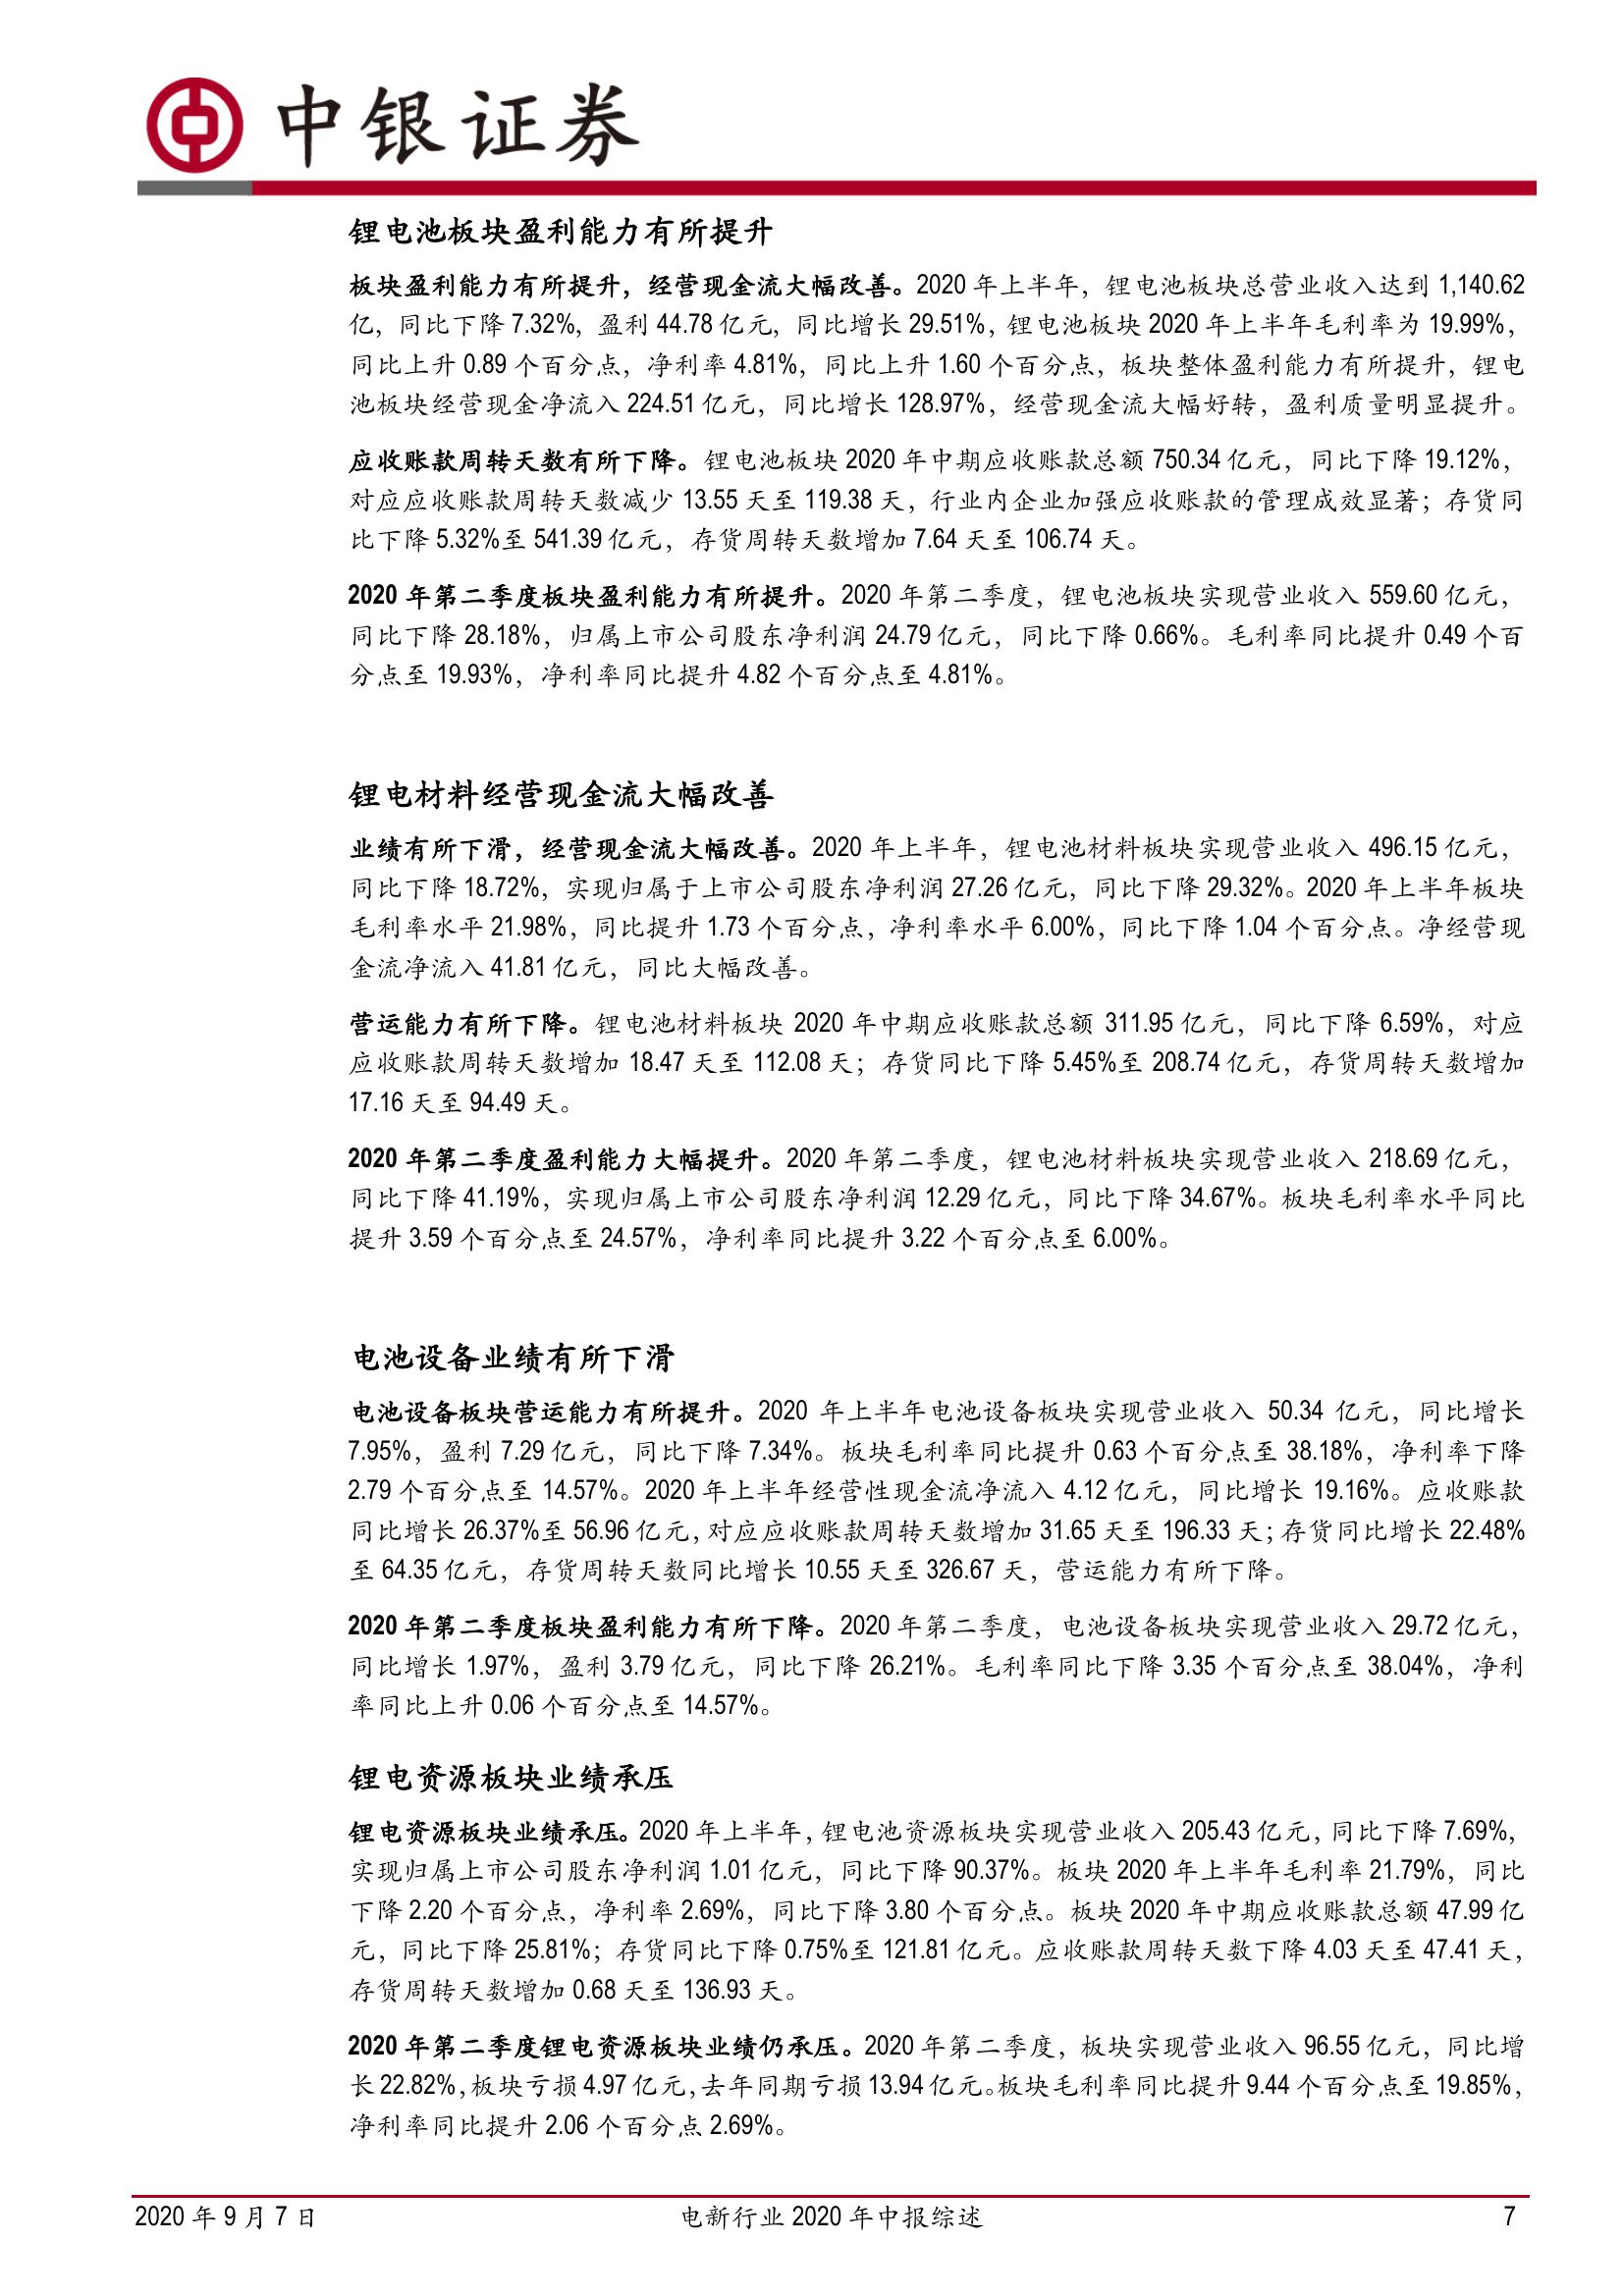 中银证券
锂电池板块盈利能力有所提升
板块盈利能力有所提升，经营现金流大幅改善。2020 年上半年，锂电池板块总营业收入达到 1,140.62
亿，同比下降 7.32%，盈利 44.78 亿元，同比增长 29.51%，锂电池板块 2020 年上半年毛利率为 19.99%，
同比上升 0.89 个百分点，净利率 4.81%，同比上升 1.60 个百分点，板块整体盈利能力有所提升，锂电
池板块经营现金净流入 224.51 亿元，同比增长 128.97%，经营现金流大幅好转，盈利质量明显提升。
应收账款周转天数有所下降。锂电池板块 2020 年中期应收账款总额 750.34 亿元，同比下降 19.12%，
对应应收账款周转天数减少 13.55 天至 119.38 天，行业内企业加强应收账款的管理成效显著；存货同
比下降 5.32%至 541.39 亿元，存货周转天数增加 7.64 天至 106.74 天。
2020 年第二季度板块盈利能力有所提升。2020 年第二季度，锂电池板块实现营业收入 559.60 亿元，
同比下降 28.18%，归属上市公司股东净利润 24.79 亿元，同比下降 0.66%。毛利率同比提升 0.49 个百
分点至 19.93%，净利率同比提升 4.82 个百分点至 4.81%。
锂电材料经营现金流大幅改善
业绩有所下滑，经营现金流大幅改善。2020 年上半年，锂电池材料板块实现营业收入 496.15 亿元，
同比下降 18.72%，实现归属于上市公司股东净利润 27.26 亿元，同比下降 29.32%。2020 年上半年板块
毛利率水平 21.98%，同比提升 1.73 个百分点，净利率水平 6.00%，同比下降 1.04 个百分点。净经营现
金流净流入 41.81 亿元，同比大幅改善。
营运能力有所下降。锂电池材料板块 2020 年中期应收账款总额 311.95 亿元，同比下降 6.59%，对应
应收账款周转天数增加 18.47 天至 112.08 天；存货同比下降 5.45%至 208.74 亿元，存货周转天数增加
17.16 天至 94.49 天。
2020 年第二季度盈利能力大幅提升。2020 年第二季度，锂电池材料板块实现营业收入 218.69 亿元，
同比下降 41.19%，实现归属上市公司股东净利润 12.29 亿元，同比下降 34.67%。板块毛利率水平同比
提升 3.59 个百分点至 24.57%，净利率同比提升 3.22 个百分点至 6.00%。
电池设备业绩有所下滑
电池设备板块营运能力有所提升。2020 年上半年电池设备板块实现营业收入 50.34 亿元，同比增长
7.95%，盈利 7.29 亿元，同比下降 7.34%。板块毛利率同比提升 0.63 个百分点至 38.18%，净利率下降
2.79 个百分点至 14.57%。2020 年上半年经营性现金流净流入 4.12 亿元，同比增长 19.16%。应收账款
同比增长 26.37%至 56.96 亿元，对应应收账款周转天数增加 31.65 天至 196.33 天；存货同比增长 22.48%
至 64.35 亿元，存货周转天数同比增长 10.55 天至 326.67 天，营运能力有所下降。
2020 年第二季度板块盈利能力有所下降。2020 年第二季度，电池设备板块实现营业收入 29.72 亿元，
同比增长 1.97%，盈利 3.79 亿元，同比下降 26.21%。毛利率同比下降 3.35 个百分点至 38.04%，净利
率同比上升 0.06 个百分点至 14.57%。
锂电资源板块业绩承压
锂电资源板块业绩承压。2020 年上半年，锂电池资源板块实现营业收入 205.43 亿元，同比下降 7.69%，
实现归属上市公司股东净利润 1.01 亿元，同比下降 90.37%。板块 2020 年上半年毛利率 21.79%，同比
下降 2.20 个百分点，净利率 2.69%，同比下降 3.80 个百分点。板块 2020 年中期应收账款总额 47.99 亿
元，同比下降 25.81%；存货同比下降 0.75%至 121.81 亿元。应收账款周转天数下降 4.03 天至 47.41 天，
存货周转天数增加 0.68 天至 136.93 天。
2020 年第二季度锂电资源板块业绩仍承压。2020 年第二季度，板块实现营业收入 96.55 亿元，同比增
长 22.82%，板块亏损 4.97 亿元，去年同期亏损 13.94 亿元。板块毛利率同比提升 9.44 个百分点至 19.85%，
净利率同比提升 2.06 个百分点 2.69%。
2020 年 9 月 7 日 电新行业 2020 年中报综述 7